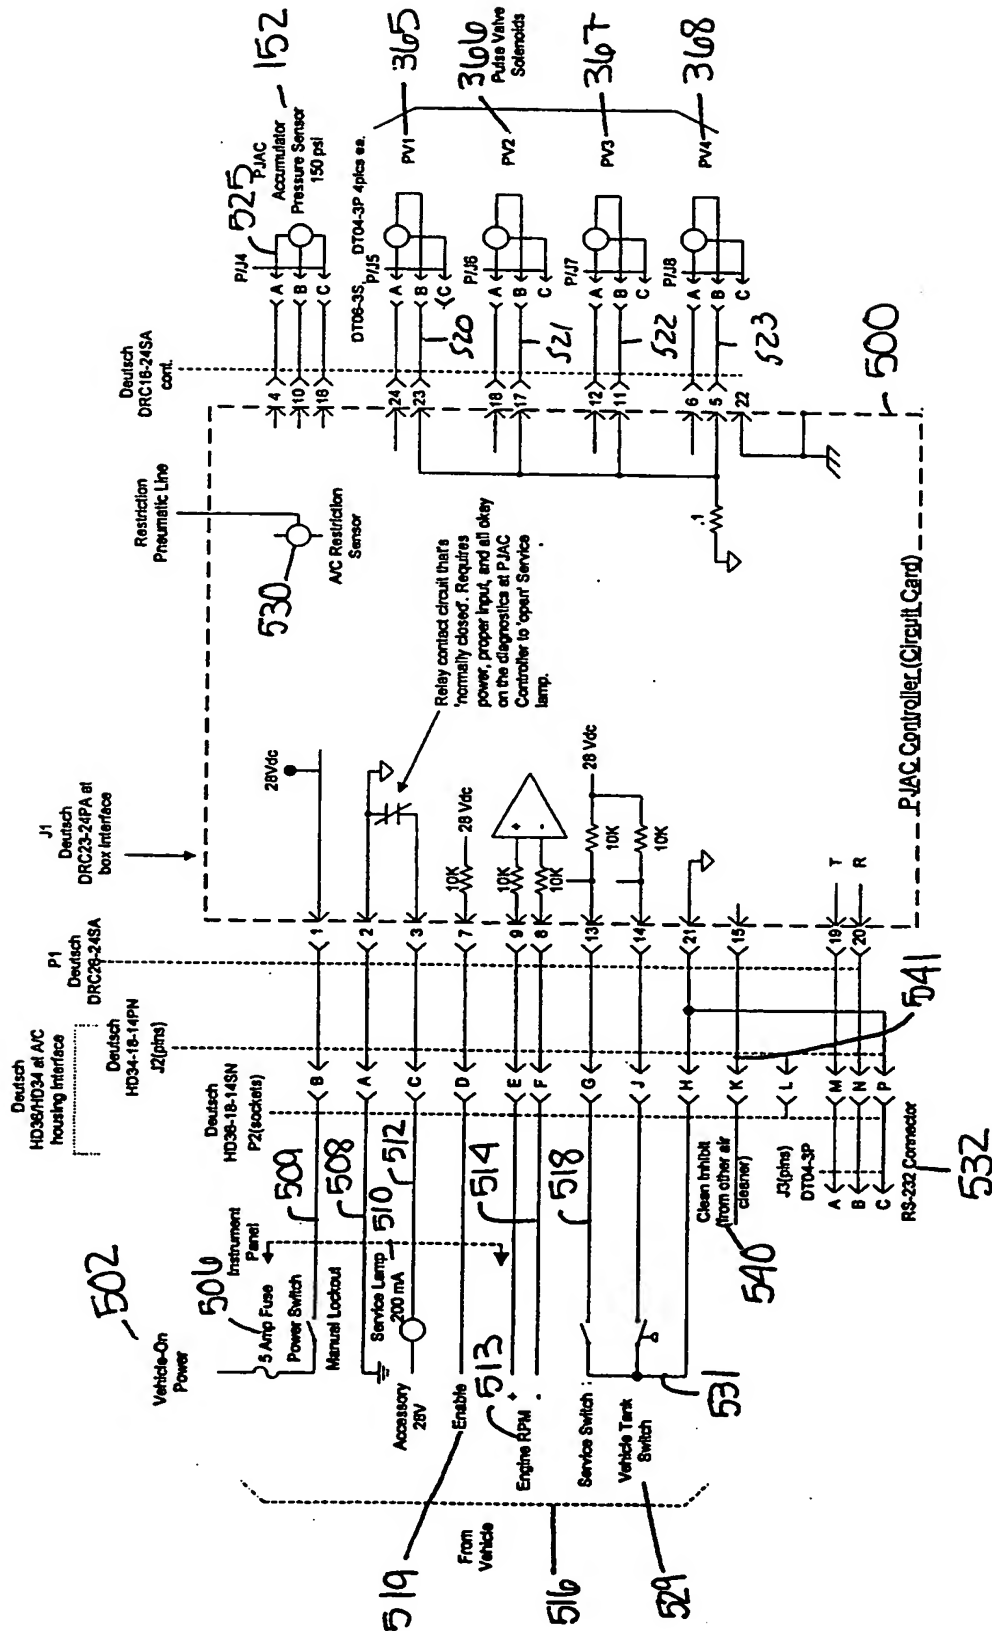 502
Vehicle-On
Power
506
5 Amp Fuse
Instrument
Panel
Power Switch
Manual Lockout
509
508
510
512
Service Lamp
200 mA
Accessory
28V
519
Enable
513
514
Engine RPM
+
-
518
Service Switch
Vehicle Tank
Switch
529
531
516
From
Vehicle
540
Clean Inhibit
(from other air
cleaner)
J3(pins)
DT04-3P
A
B
C
RS-232 Connector
532
541
Deutsch
HD36/HD34 at A/C
housing Interface
Deutsch
HD34-18-14PN
J2(pins)
Deutsch
HD36-18-14SN
P2(sockets)
B
A
C
D
E
F
G
J
H
K
L
M
N
P
P1
Deutsch
DRC26-24SA
J1
Deutsch
DRC23-24PA at
box Interface
1
2
3
7
9
8
13
14
21
15
19
20
T
R
28Vdc
Relay contact circuit that's
'normally closed'. Requires
power, proper input, and all okay
on the diagnostics at PJAC
Controller to 'open' Service
lamp.
10K
28 Vdc
10K
10K
+
-
28 Vdc
10K
10K
Restriction
Pneumatic Line
530
A/C Restriction
Sensor
PJAC Controller (Circuit Card)
500
.1
Deutsch
DRC16-24SA
cont.
4
10
16
24
23
18
17
12
11
6
5
22
P/J4
A
B
C
525
PJAC
Accumulator
Pressure Sensor
150 psi
152
DT06-3S, DT04-3P 4plcs ea.
P/J5
A
B
C
520
PV1
365
P/J6
A
B
C
521
PV2
366
Pulse Valve
Solenoids
P/J7
A
B
C
522
PV3
367
P/J8
A
B
C
523
PV4
368